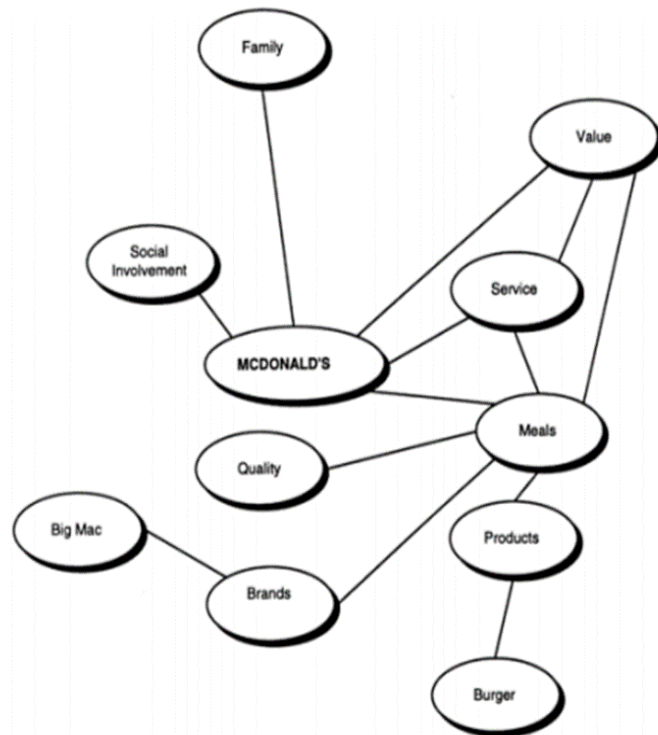 Family
Value
Social
Involvement
Service
MCDONALD'S
Meals
Quality
Big Mac
Products
Brands
Burger